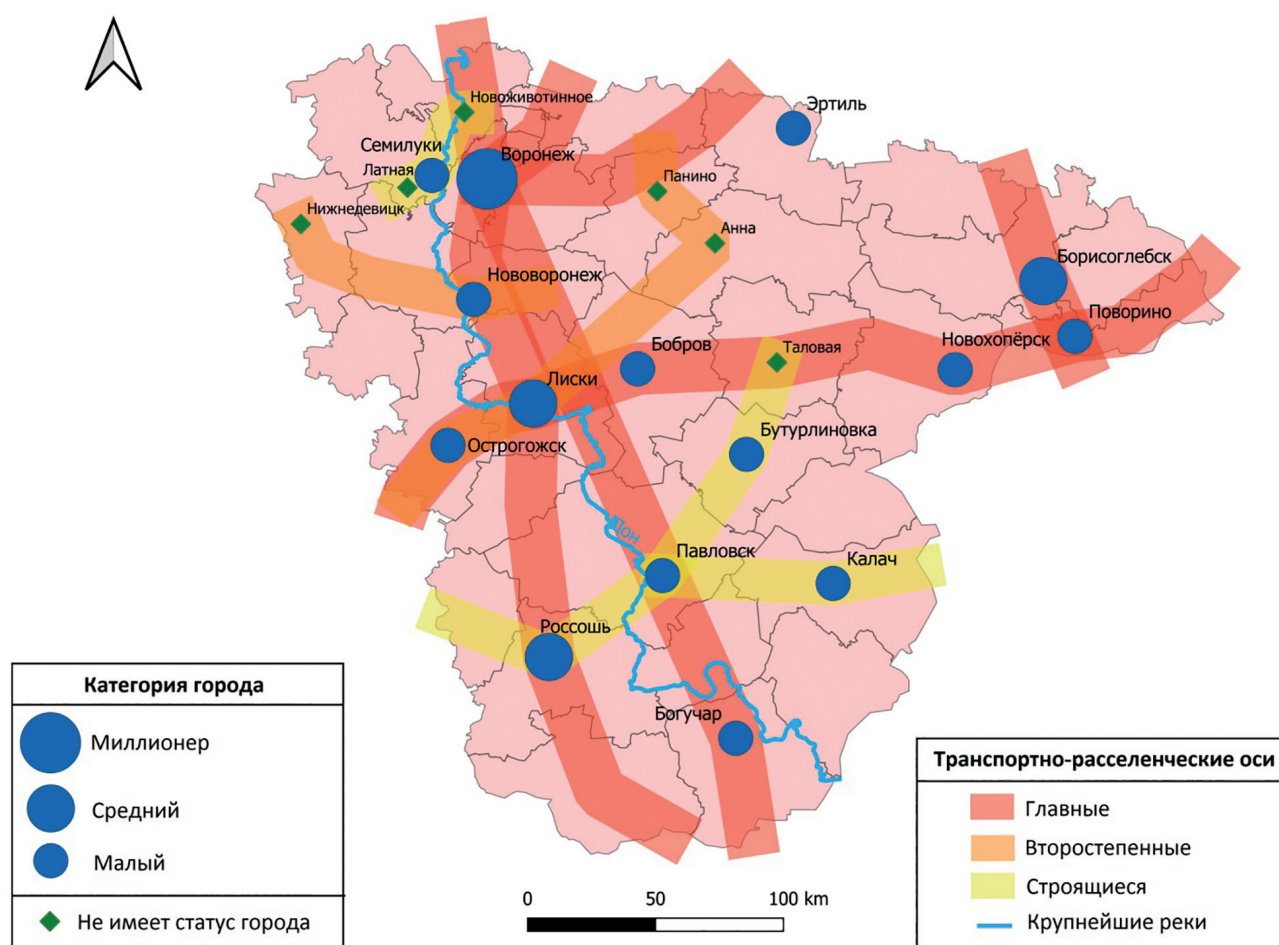 Эртиль
Новоживотинное
Семилуки
Воронеж
Латная
Панино
Нижнедевицк
Анна
Борисоглебск
Нововоронеж
Поворино
Новохопёрск
Бобров
Таловая
Лиски
Бутурлиновка
Острогожск
Дон
Павловск
Калач
Россошь
Богучар
Категория города
Миллионер
Средний
Малый
Не имеет статус города
0 50 100 km
Транспортно-расселенческие оси
Главные
Второстепенные
Строящиеся
Крупнейшие реки